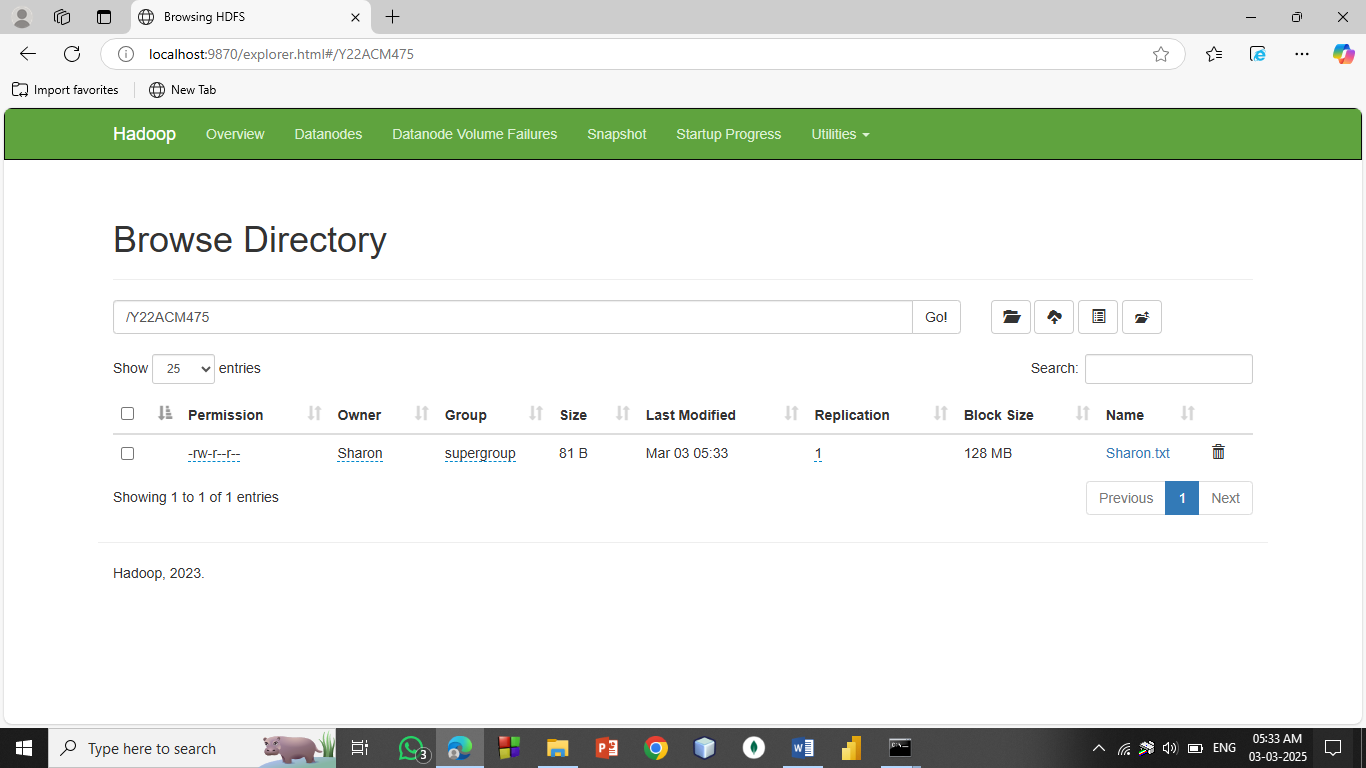 Browsing HDFS
localhost:9870/explorer.html#/Y22ACM475
Import favorites New Tab
Hadoop Overview Datanodes Datanode Volume Failures Snapshot Startup Progress Utilities
Browse Directory
/Y22ACM475 Go!
Show 25 entries Search:
Permission Owner Group Size Last Modified Replication Block Size Name
-rw-r--r-- Sharon supergroup 81 B Mar 03 05:33 1 128 MB Sharon.txt
Showing 1 to 1 of 1 entries Previous 1 Next
Hadoop, 2023.
Type here to search 3 ENG 05:33 AM
03-03-2025